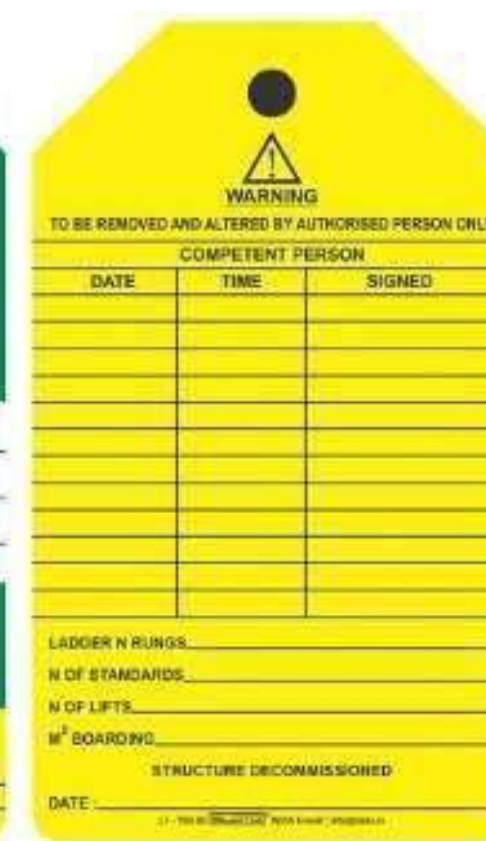 WARNING
TO BE REMOVED AND ALTERED BY AUTHORISED PERSON ONLY
COMPETENT PERSON
DATE TIME SIGNED
LADDER N RUNGS
N OF STANDARDS
N OF LIFTS
M² BOARDING
STRUCTURE DECOMMISSIONED
DATE :